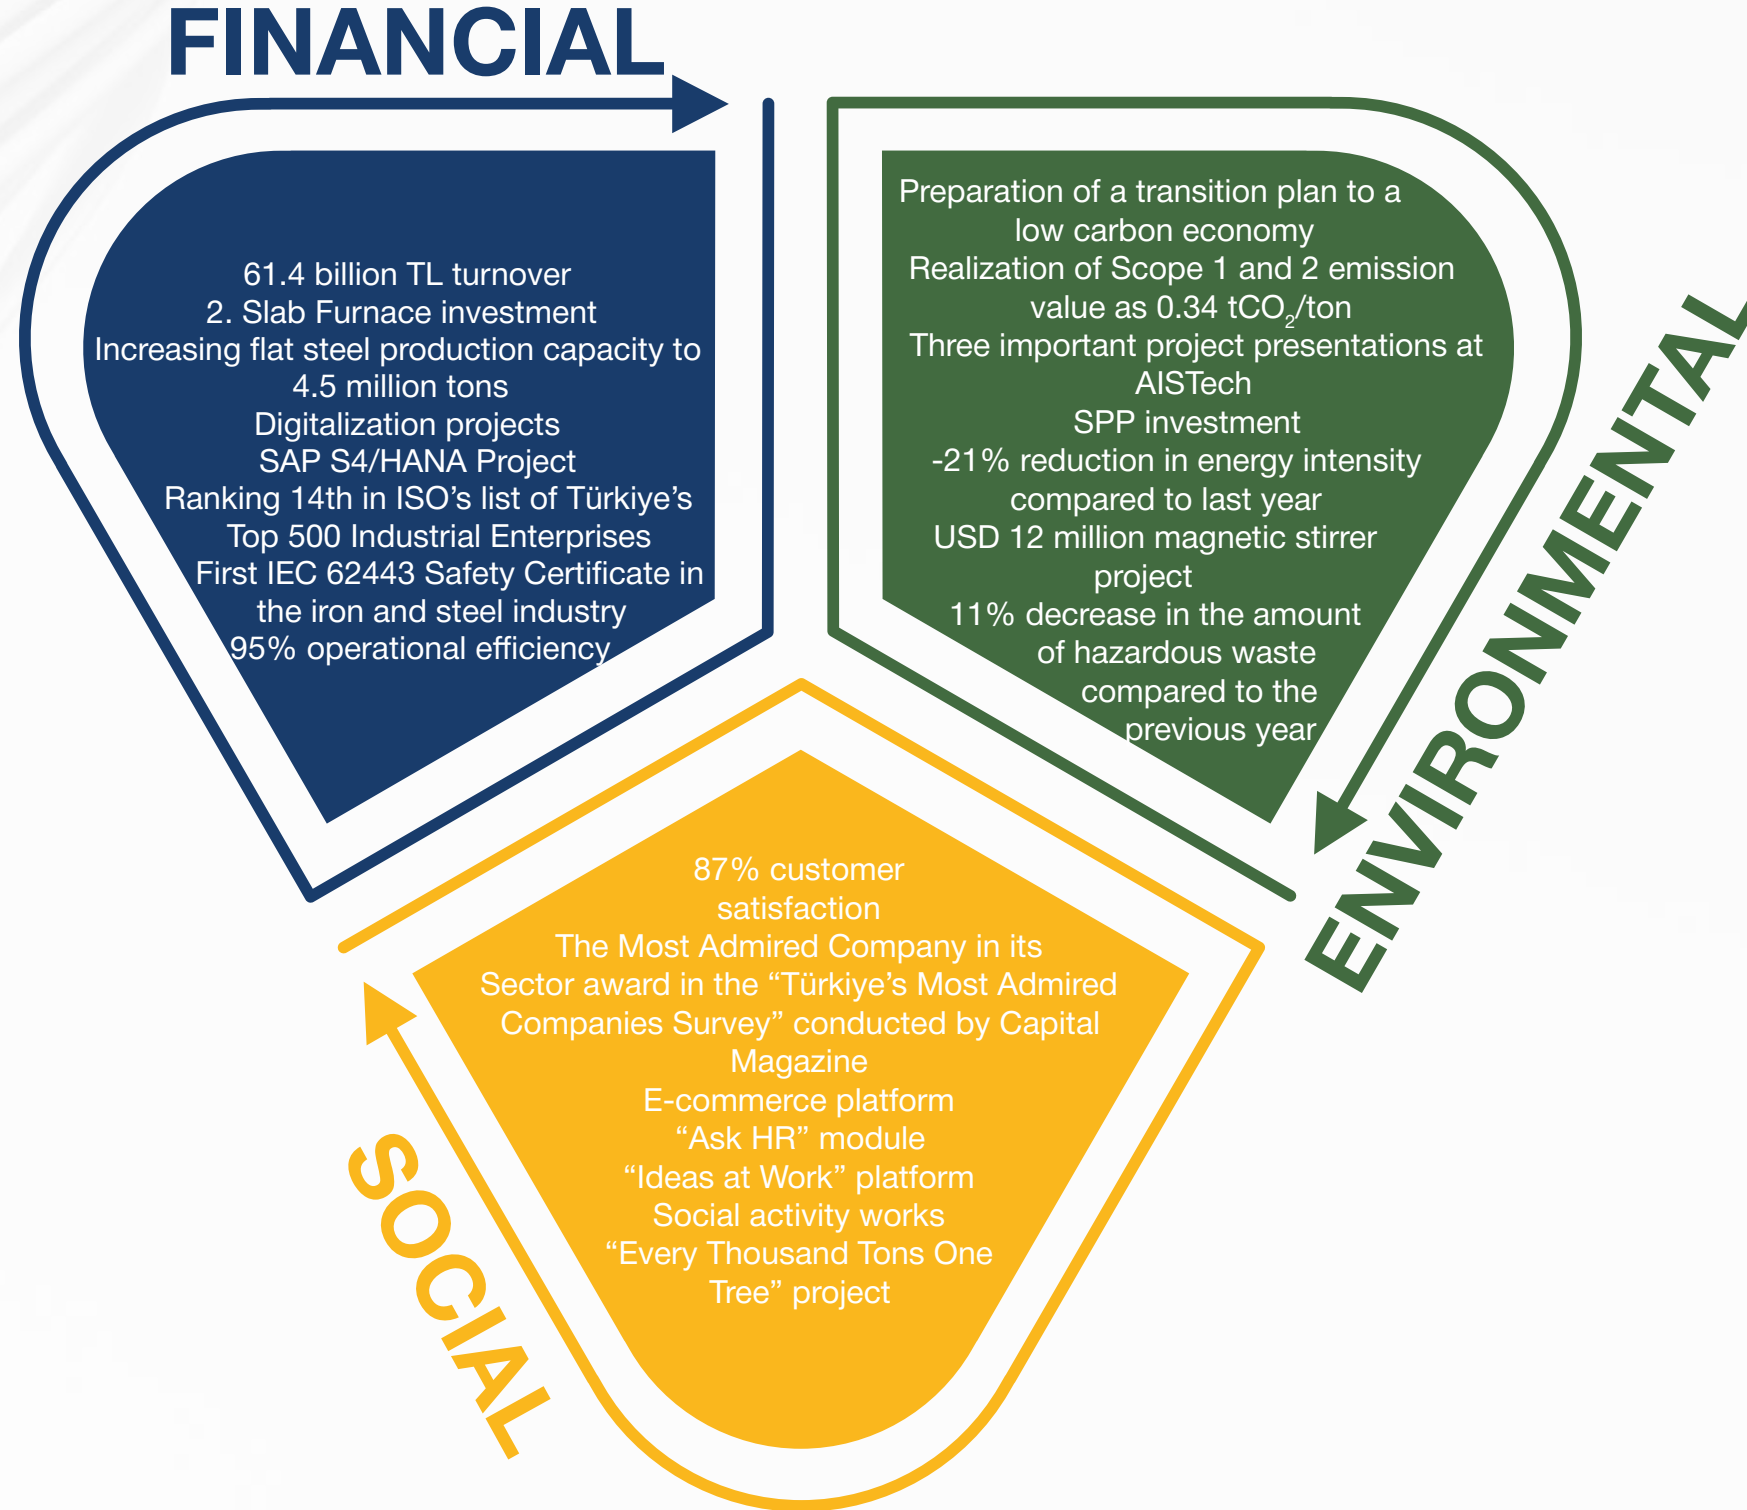 FINANCIAL
61.4 billion TL turnover
2. Slab Furnace investment
Increasing flat steel production capacity to
4.5 million tons
Digitalization projects
SAP S4/HANA Project
Ranking 14th in ISO’s list of Türkiye’s
Top 500 Industrial Enterprises
First IEC 62443 Safety Certificate in
the iron and steel industry
95% operational efficiency
Preparation of a transition plan to a
low carbon economy
Realization of Scope 1 and 2 emission
value as 0.34 tCO₂/ton
Three important project presentations at
AISTech
SPP investment
-21% reduction in energy intensity
compared to last year
USD 12 million magnetic stirrer
project
11% decrease in the amount
of hazardous waste
compared to the
previous year
ENVIRONMENTAL
87% customer
satisfaction
The Most Admired Company in its
Sector award in the “Türkiye’s Most Admired
Companies Survey” conducted by Capital
Magazine
E-commerce platform
“Ask HR” module
“Ideas at Work” platform
Social activity works
“Every Thousand Tons One
Tree” project
SOCIAL